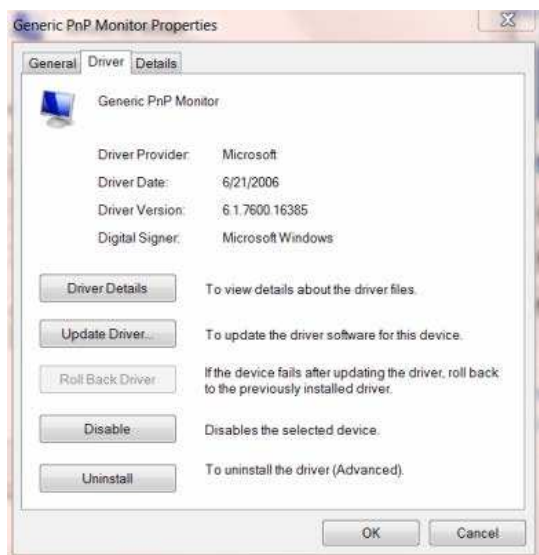 Generic PnP Monitor Properties
General Driver Details
Generic PnP Monitor
Driver Provider: Microsoft
Driver Date: 6/21/2006
Driver Version: 6.1.7600.16385
Digital Signer: Microsoft Windows
Driver Details To view details about the driver files.
Update Driver... To update the driver software for this device.
Roll Back Driver If the device fails after updating the driver, roll back
to the previously installed driver.
Disable Disables the selected device.
Uninstall To uninstall the driver (Advanced).
OK Cancel